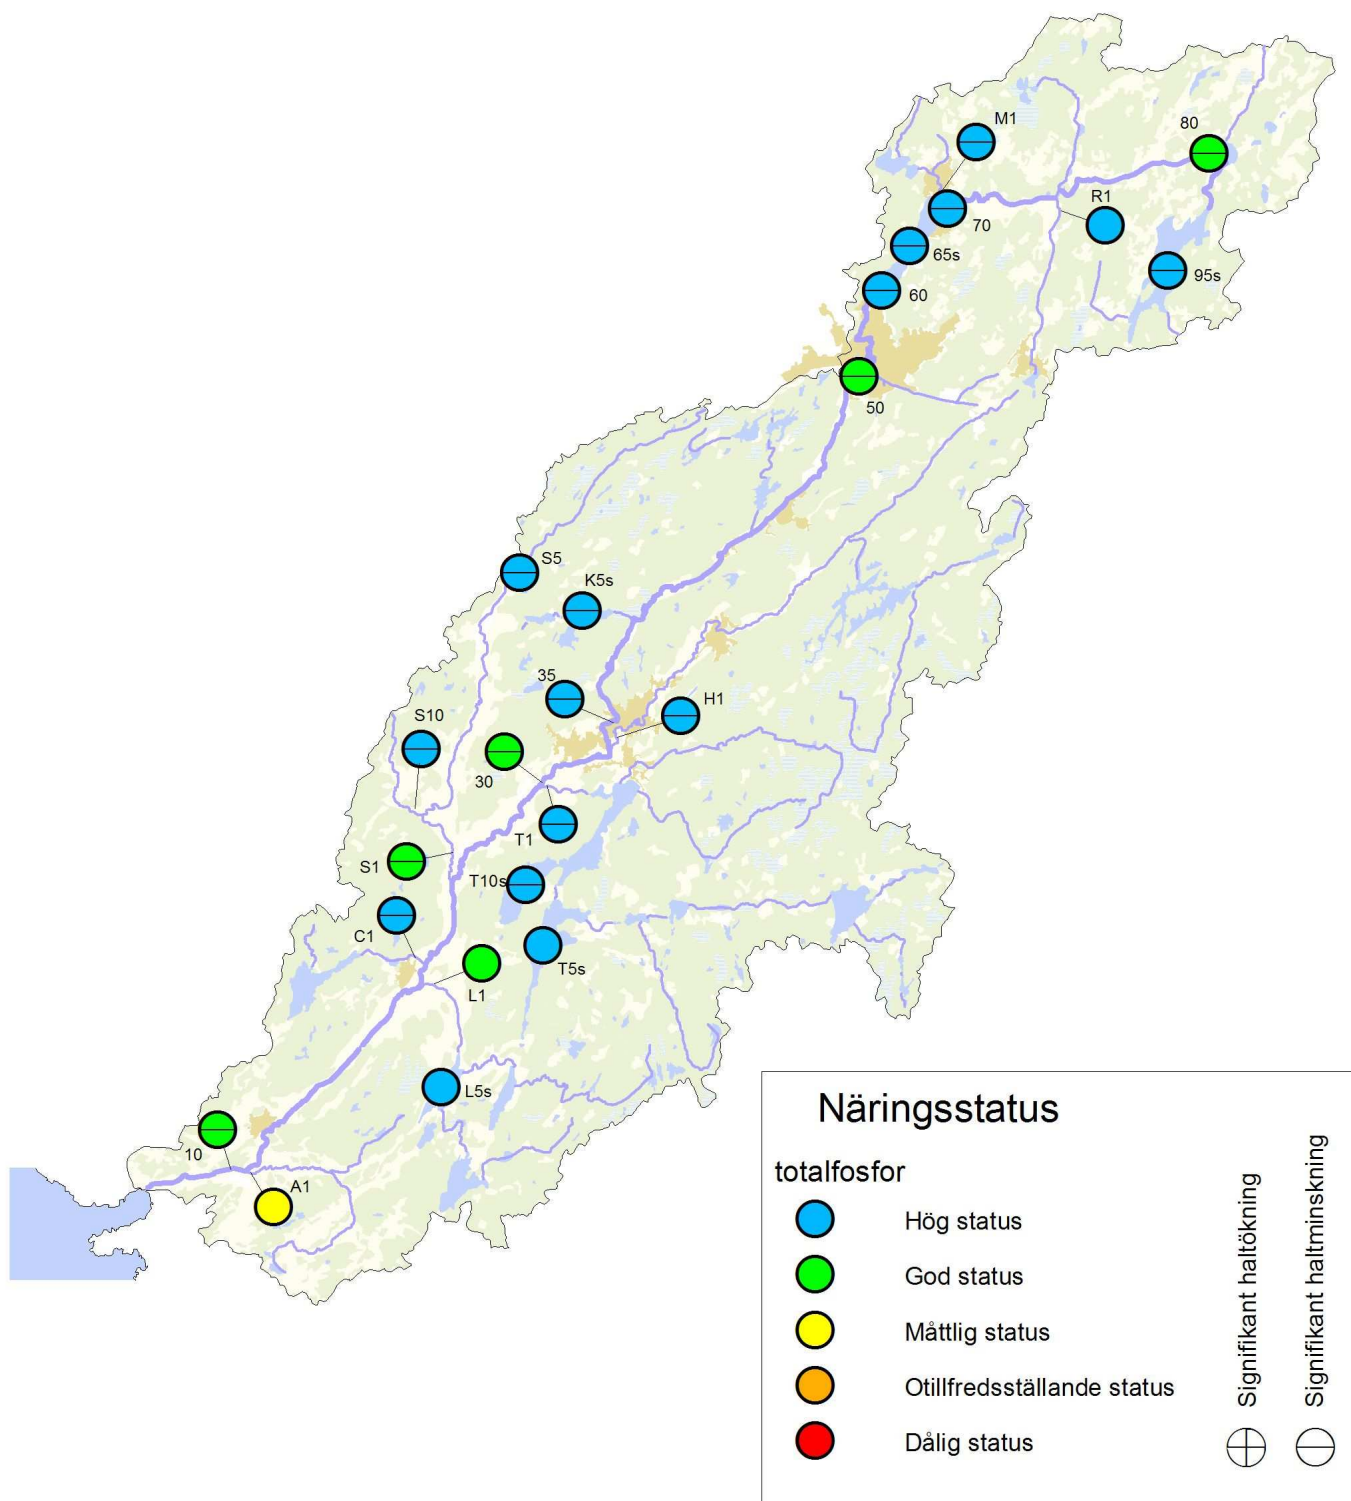 M1
80
R1
70
65s
95s
60
50
S5
K5s
35
H1
S10
30
T1
S1
T10s
C1
T5s
L1
L5s
10
A1
Näringsstatus
totalfosfor
Hög status
God status
Måttlig status
Otillfredsställande status
Dålig status
Signifikant haltökning
Signifikant haltminskning